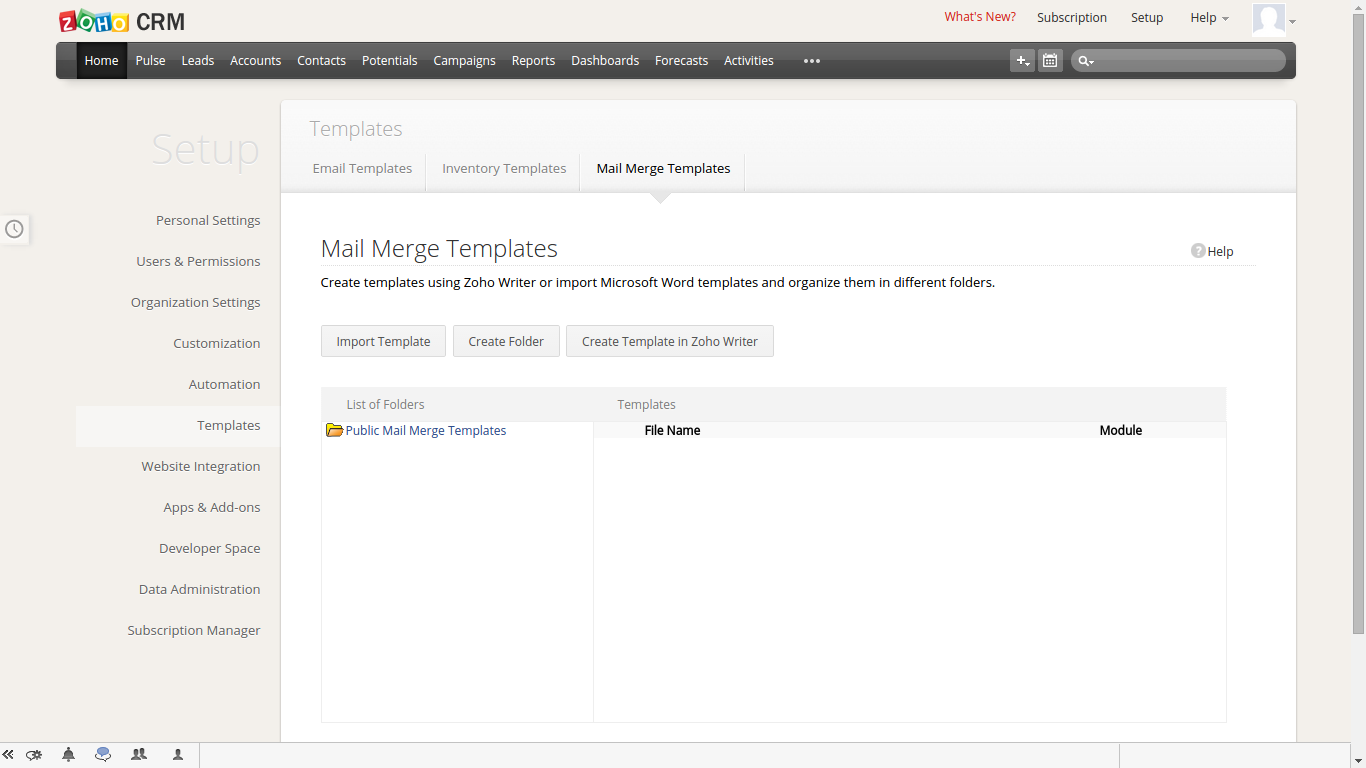 ZOHO CRM
What's New? Subscription Setup Help
Home Pulse Leads Accounts Contacts Potentials Campaigns Reports Dashboards Forecasts Activities
Setup
Personal Settings
Users & Permissions
Organization Settings
Customization
Automation
Templates
Website Integration
Apps & Add-ons
Developer Space
Data Administration
Subscription Manager
Templates
Email Templates Inventory Templates Mail Merge Templates
Mail Merge Templates
? Help
Create templates using Zoho Writer or import Microsoft Word templates and organize them in different folders.
Import Template Create Folder Create Template in Zoho Writer
List of Folders Templates
Public Mail Merge Templates File Name Module